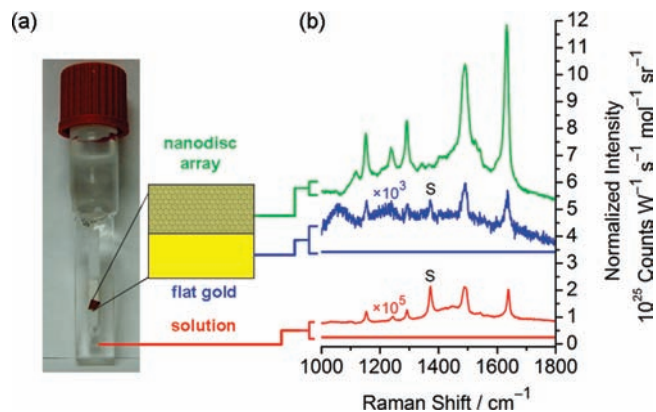 (a)
(b)
nanodisc
array
flat gold
solution
×10³
S
S
×10⁵
12
11
10
9
8
7
6
5
4
3
2
1
0
1000 1200 1400 1600 1800
Raman Shift / cm⁻¹
Normalized Intensity
10²⁵ Counts W⁻¹ s⁻¹ mol⁻¹ sr⁻¹